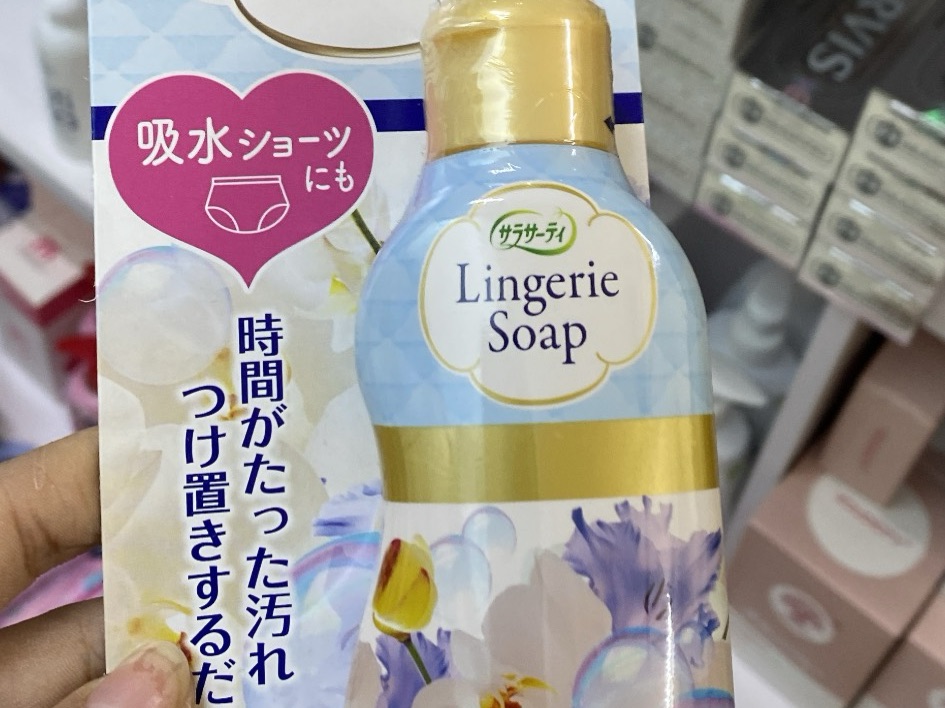 吸水ショーツ
にも
時間がたった汚れ
つけ置きするだ
サラサーティ
Lingerie
Soap
RVIS